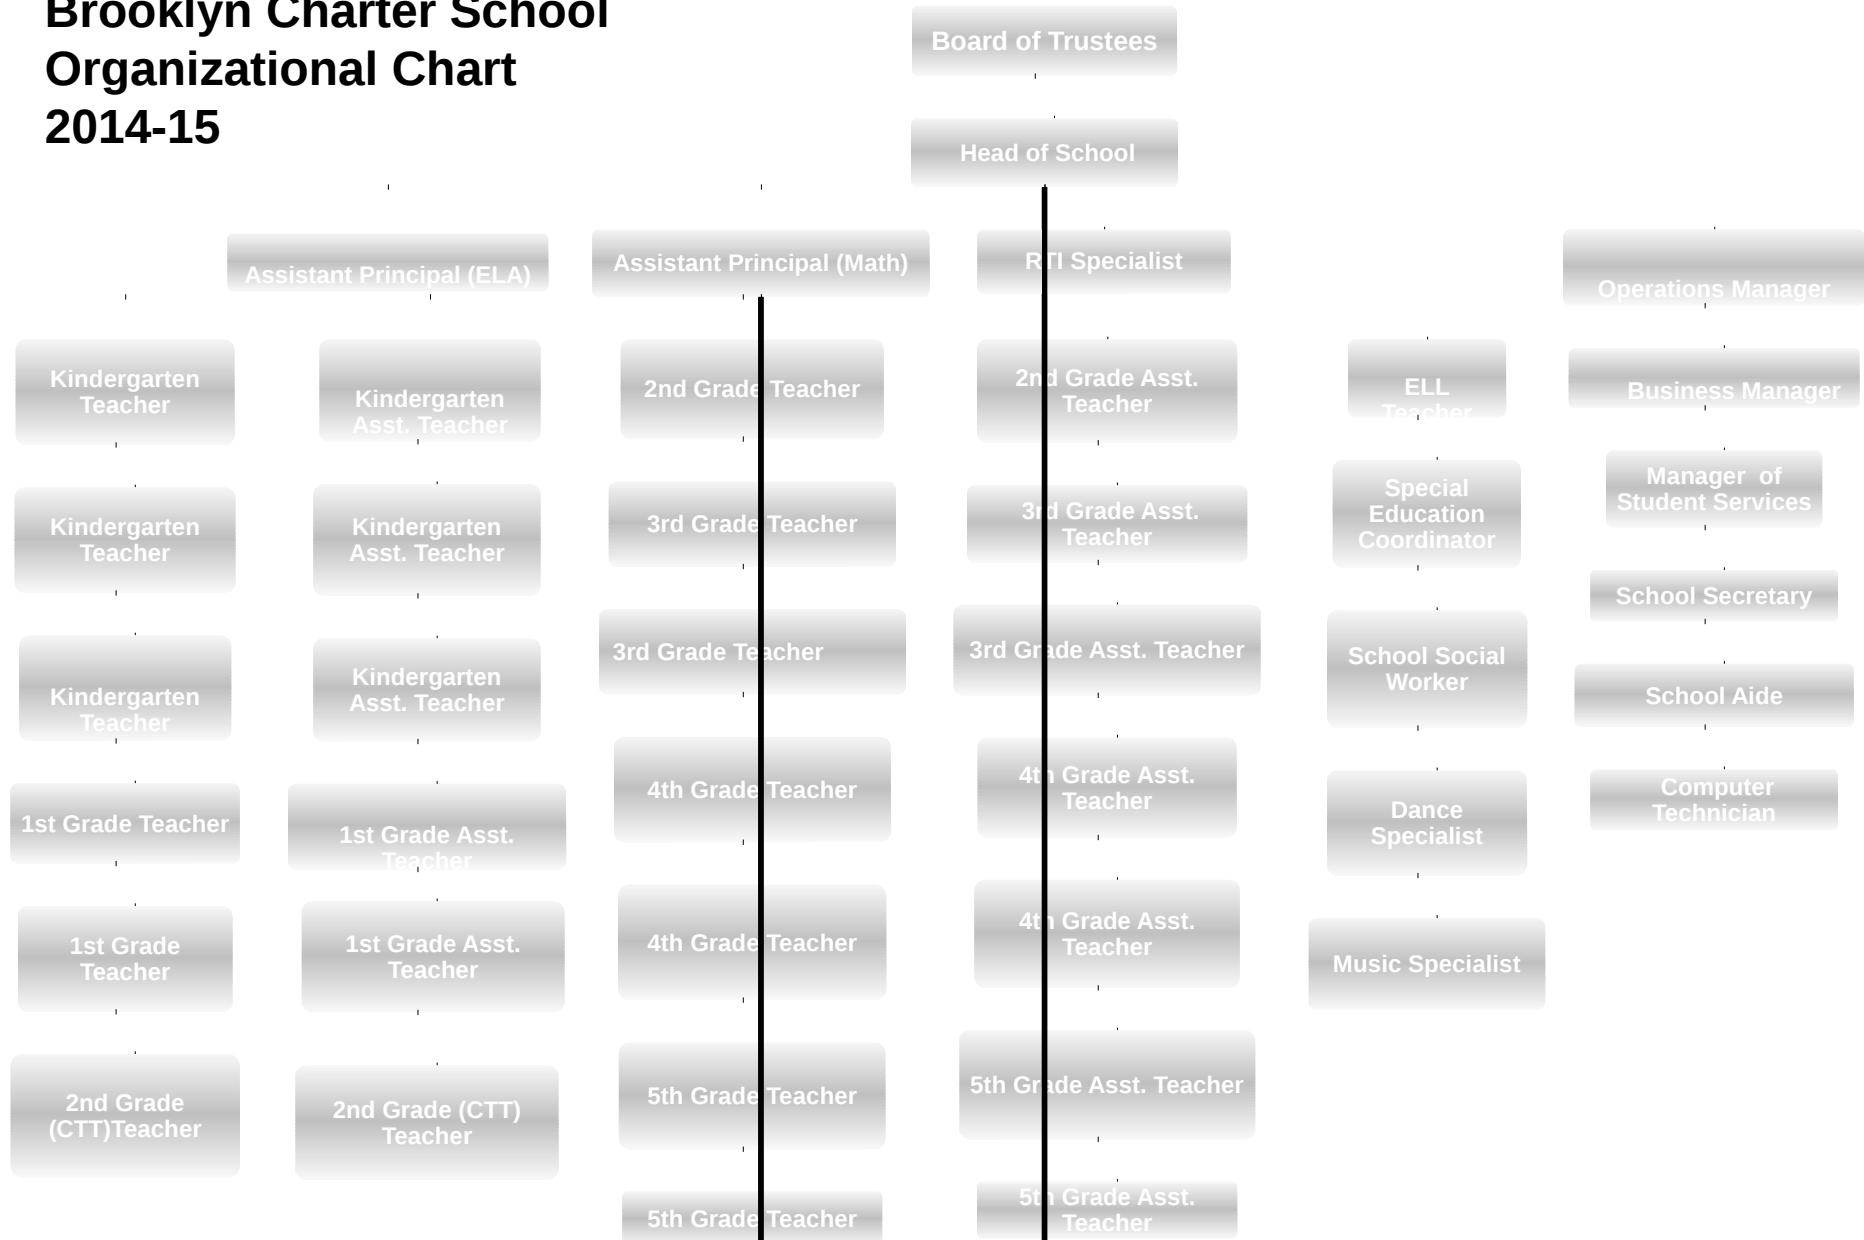 Brooklyn Charter School
Organizational Chart
2014-15
Board of Trustees
Head of School
Assistant Principal (ELA)
Assistant Principal (Math)
RTI Specialist
Operations Manager
Kindergarten
Teacher
Kindergarten
Teacher
Kindergarten
Teacher
1st Grade Teacher
1st Grade
Teacher
2nd Grade
(CTT)Teacher
Kindergarten
Asst. Teacher
Kindergarten
Asst. Teacher
Kindergarten
Asst. Teacher
1st Grade Asst.
Teacher
1st Grade Asst.
Teacher
2nd Grade (CTT)
Teacher
2nd Grade Teacher
3rd Grade Teacher
3rd Grade Teacher
4th Grade Teacher
4th Grade Teacher
5th Grade Teacher
5th Grade Teacher
2nd Grade Asst.
Teacher
3rd Grade Asst.
Teacher
3rd Grade Asst. Teacher
4th Grade Asst.
Teacher
4th Grade Asst.
Teacher
5th Grade Asst. Teacher
5th Grade Asst.
Teacher
ELL
Teacher
Special
Education
Coordinator
School Social
Worker
Dance
Specialist
Music Specialist
Business Manager
Manager of
Student Services
School Secretary
School Aide
Computer
Technician